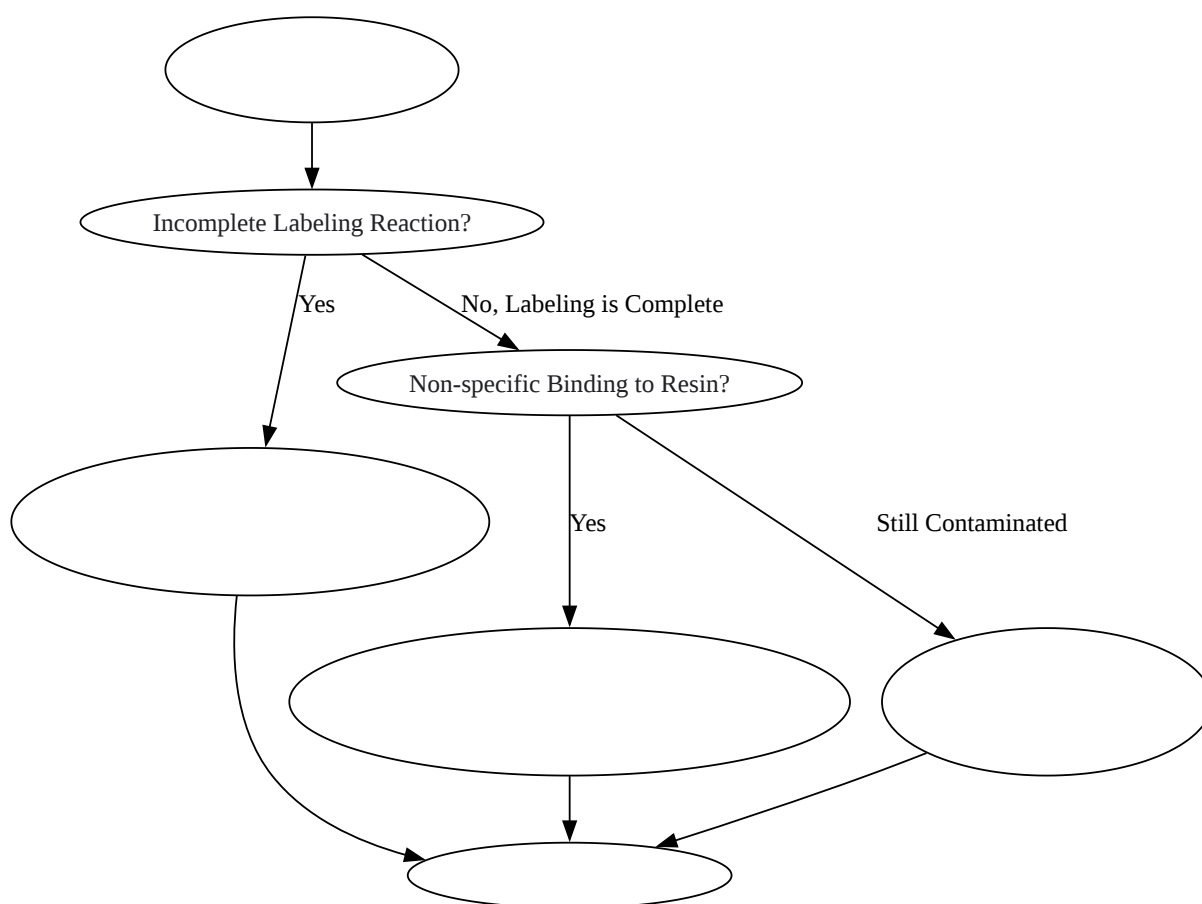 Incomplete Labeling Reaction?
Yes
No, Labeling is Complete
Non-specific Binding to Resin?
Yes
Still Contaminated